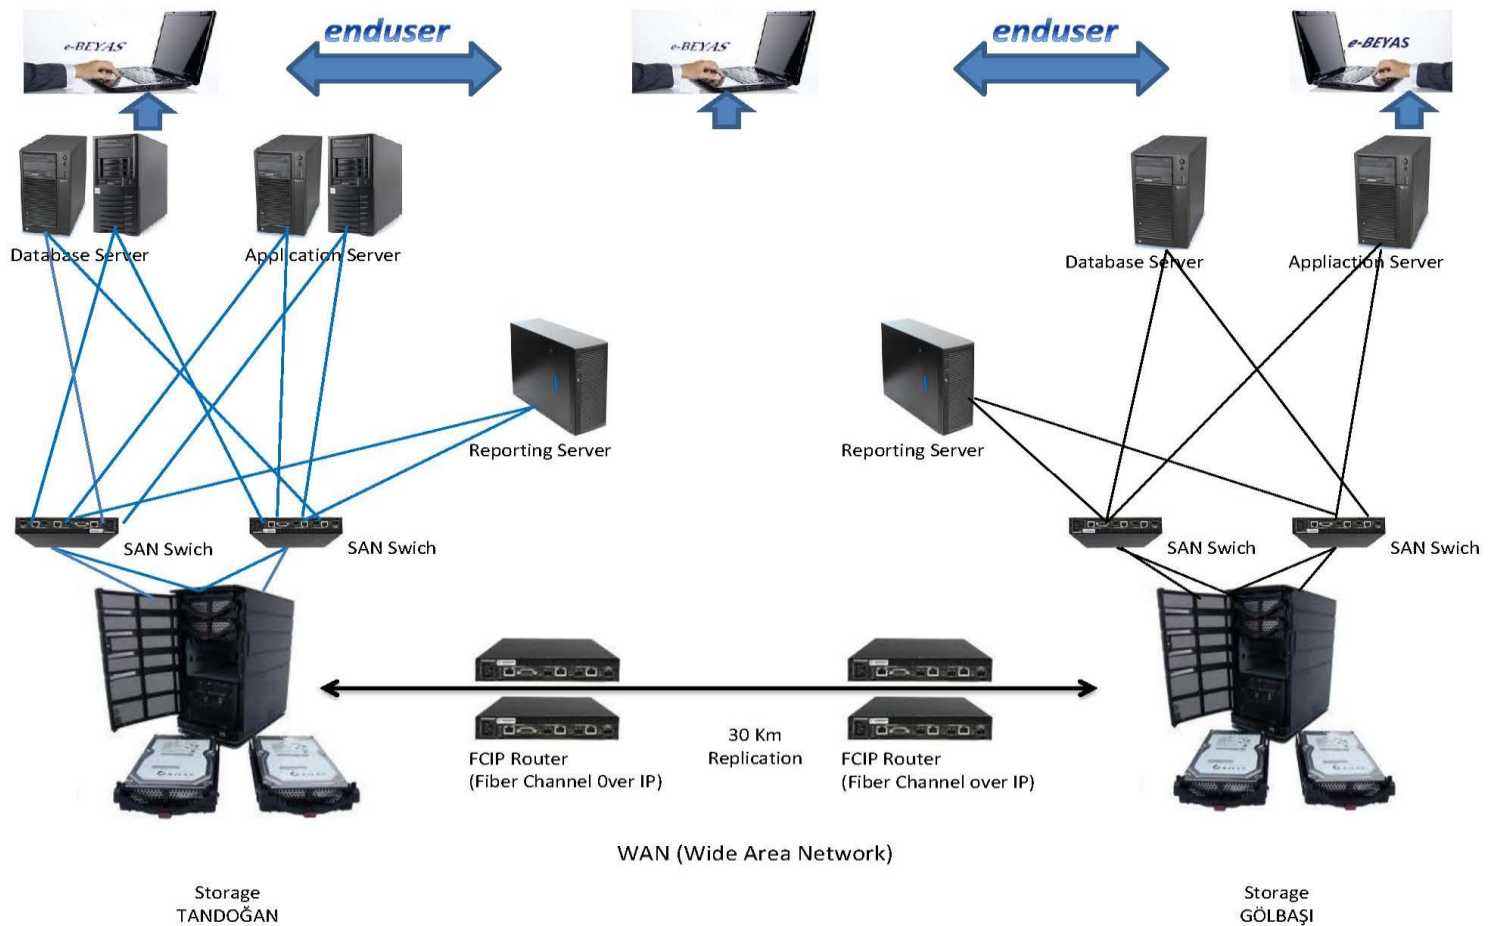 enduser
enduser
e-BEYAS
e-BEYAS
e-BEYAS
Database Server
Application Server
Database Server
Appliaction Server
Reporting Server
Reporting Server
SAN Swich
SAN Swich
SAN Swich
SAN Swich
FCIP Router
(Fiber Channel Over IP)
30 Km
Replication
FCIP Router
(Fiber Channel over IP)
WAN (Wide Area Network)
Storage
TANDOĞAN
Storage
GÖLBAŞI